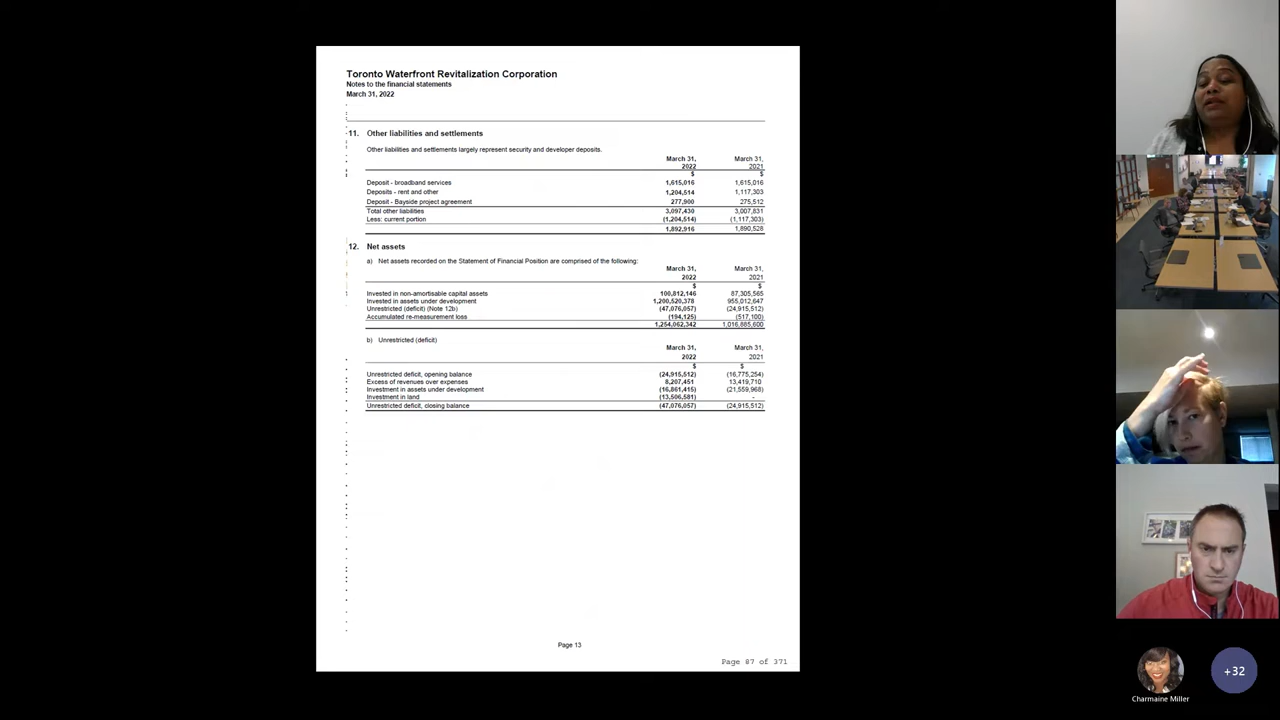 Toronto Waterfront Revitalization Corporation
Notes to the financial statements
March 31, 2022
11. Other liabilities and settlements
Other liabilities and settlements largely represent security and developer deposits.
March 31, March 31,
2022 2021
$ $
Deposit - broadband services 1,615,016 1,615,016
Deposits - rent and other 1,204,514 1,117,303
Deposit - Bayside project agreement 277,900 275,512
Total other liabilities 3,097,430 3,007,831
Less: current portion (1,204,514) (1,117,303)
1,892,916 1,890,528
12. Net assets
a) Net assets recorded on the Statement of Financial Position are comprised of the following:
March 31, March 31,
2022 2021
$ $
Invested in non-amortisable capital assets 100,812,146 87,305,565
Invested in assets under development 1,200,520,378 955,012,647
Unrestricted (deficit) (Note 12b) (47,076,057) (24,915,512)
Accumulated re-measurement loss (194,125) (517,100)
1,254,062,342 1,016,885,600
b) Unrestricted (deficit)
March 31, March 31,
2022 2021
$ $
Unrestricted deficit, opening balance (24,915,512) (16,775,254)
Excess of revenues over expenses 8,207,451 13,419,710
Investment in assets under development (16,861,415) (21,559,968)
Investment in land (13,506,581) -
Unrestricted deficit, closing balance (47,076,057) (24,915,512)
Page 13
Page 87 of 371
+32
Charmaine Miller